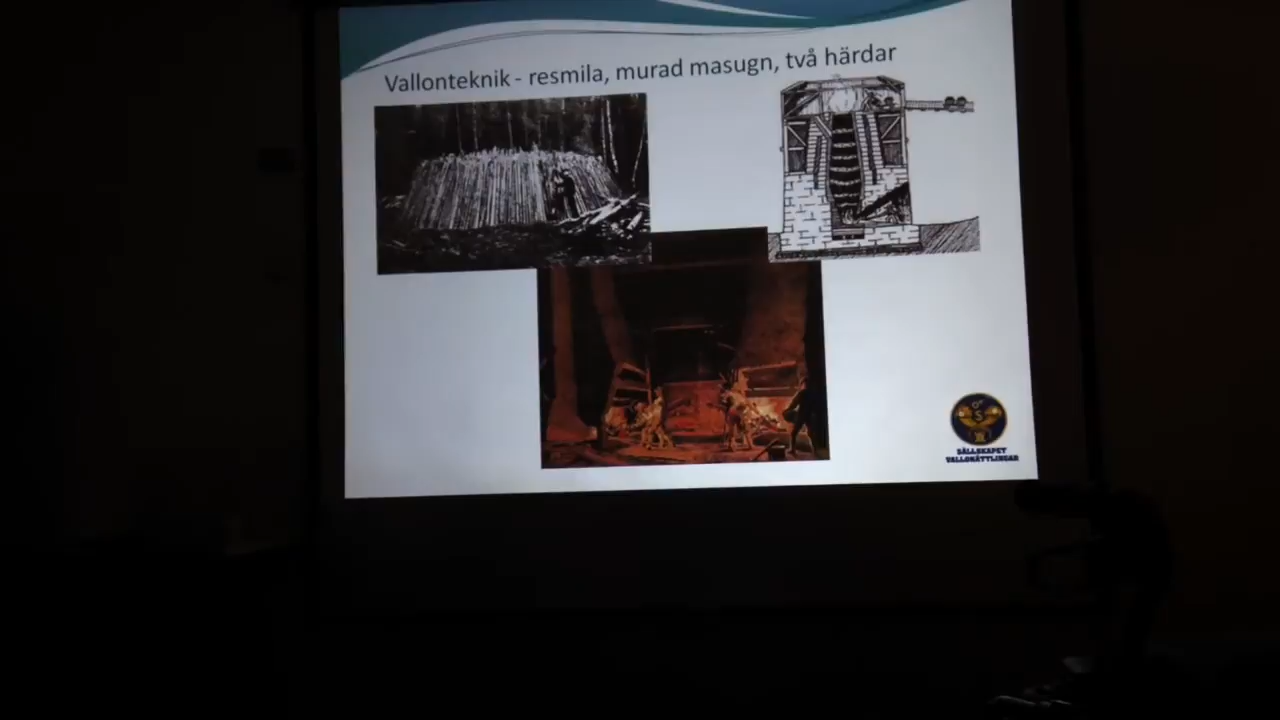 Vallonteknik - resmila, murad masugn, två härdar
SÄLLSKAPET
VALLONÄTTLINGAR